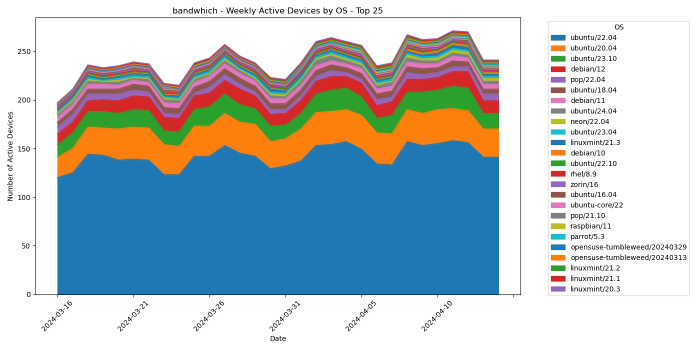 bandwhich - Weekly Active Devices by OS - Top 25
Number of Active Devices
250
200
150
100
50
0
2024-03-16
2024-03-21
2024-03-26
2024-03-31
2024-04-05
2024-04-10
Date
OS
ubuntu/22.04
ubuntu/20.04
ubuntu/23.10
debian/12
pop/22.04
ubuntu/18.04
debian/11
ubuntu/24.04
neon/22.04
ubuntu/23.04
linuxmint/21.3
debian/10
ubuntu/22.10
rhel/8.9
zorin/16
ubuntu/16.04
ubuntu-core/22
pop/21.10
raspbian/11
parrot/5.3
opensuse-tumbleweed/20240329
opensuse-tumbleweed/20240313
linuxmint/21.2
linuxmint/21.1
linuxmint/20.3